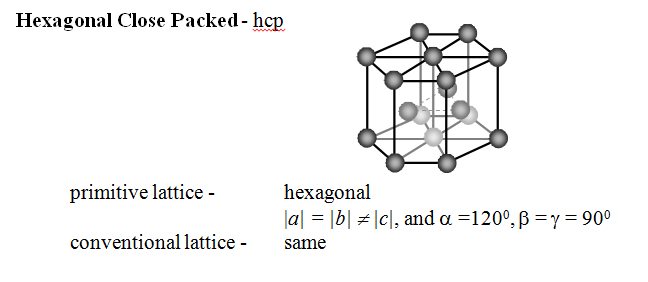 Hexagonal Close Packed - hcp
primitive lattice - hexagonal
|a| = |b| ≠ |c|, and α =120⁰, β = γ = 90⁰
conventional lattice - same